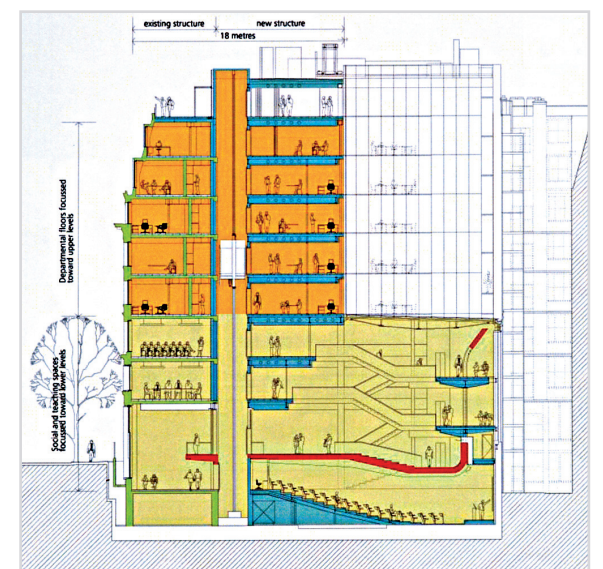 existing structure
new structure
18 metres
Departmental floors focussed
toward upper levels
Social and teaching spaces
focussed toward lower levels